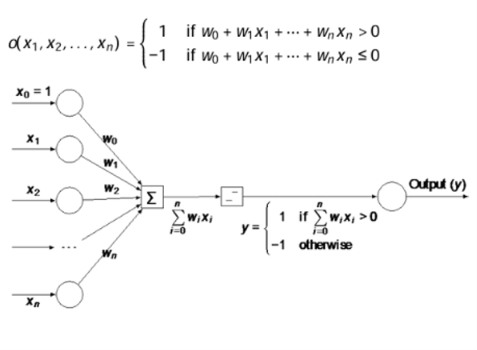 o(x₁, x₂, . . . , xₙ) = { 1 if w₀ + w₁x₁ + ··· + wₙxₙ > 0
−1 if w₀ + w₁x₁ + ··· + wₙxₙ ≤ 0
x₀ = 1
w₀
x₁
w₁
x₂
w₂
Σ
Output (y)
n
∑ wᵢxᵢ
i=0
y = { 1 if ∑ⁿᵢ₌₀ wᵢxᵢ > 0
−1 otherwise
...
wₙ
xₙ